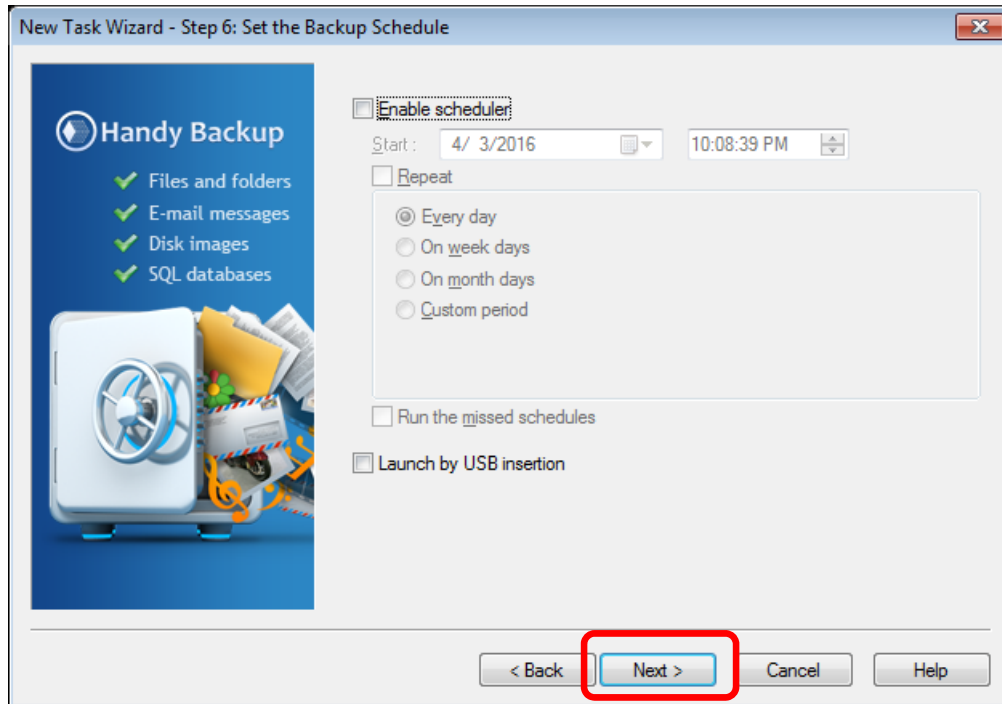 New Task Wizard - Step 6: Set the Backup Schedule
Handy Backup
Files and folders
E-mail messages
Disk images
SQL databases
Enable scheduler
Start : 4/ 3/2016 10:08:39 PM
Repeat
Every day
On week days
On month days
Custom period
Run the missed schedules
Launch by USB insertion
< Back Next > Cancel Help